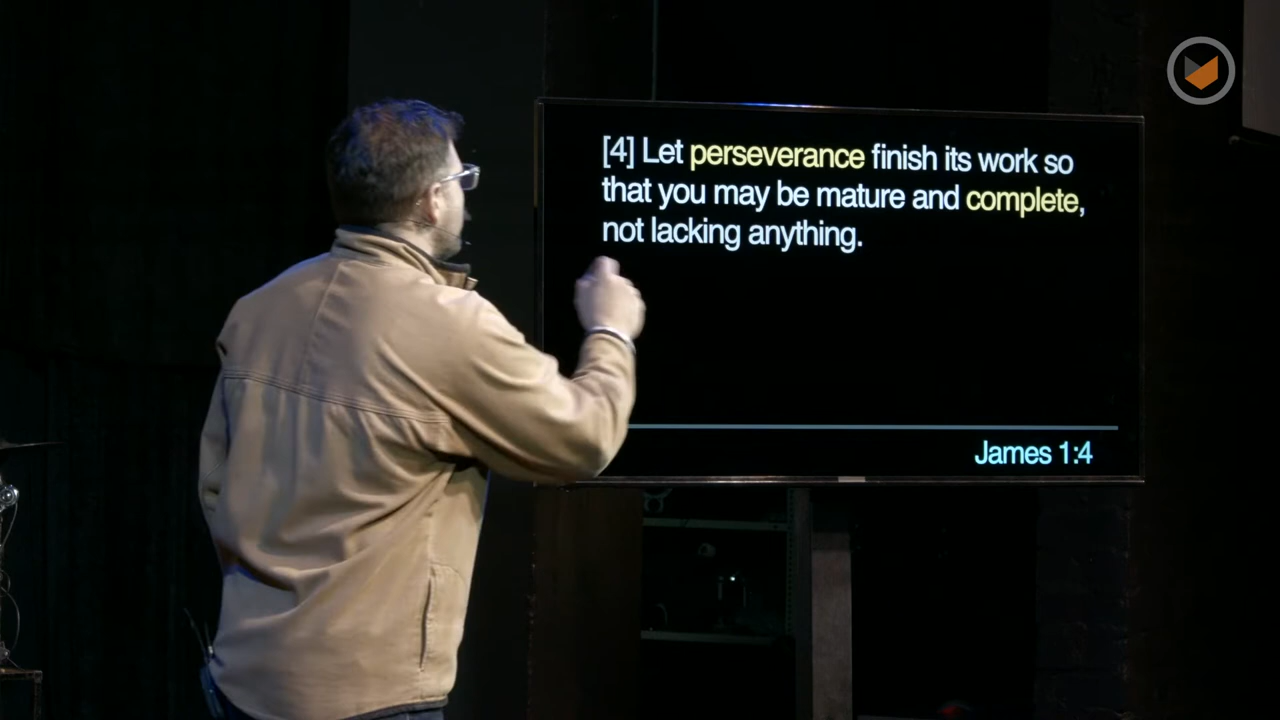 [4] Let perseverance finish its work so
that you may be mature and complete,
not lacking anything.
James 1:4